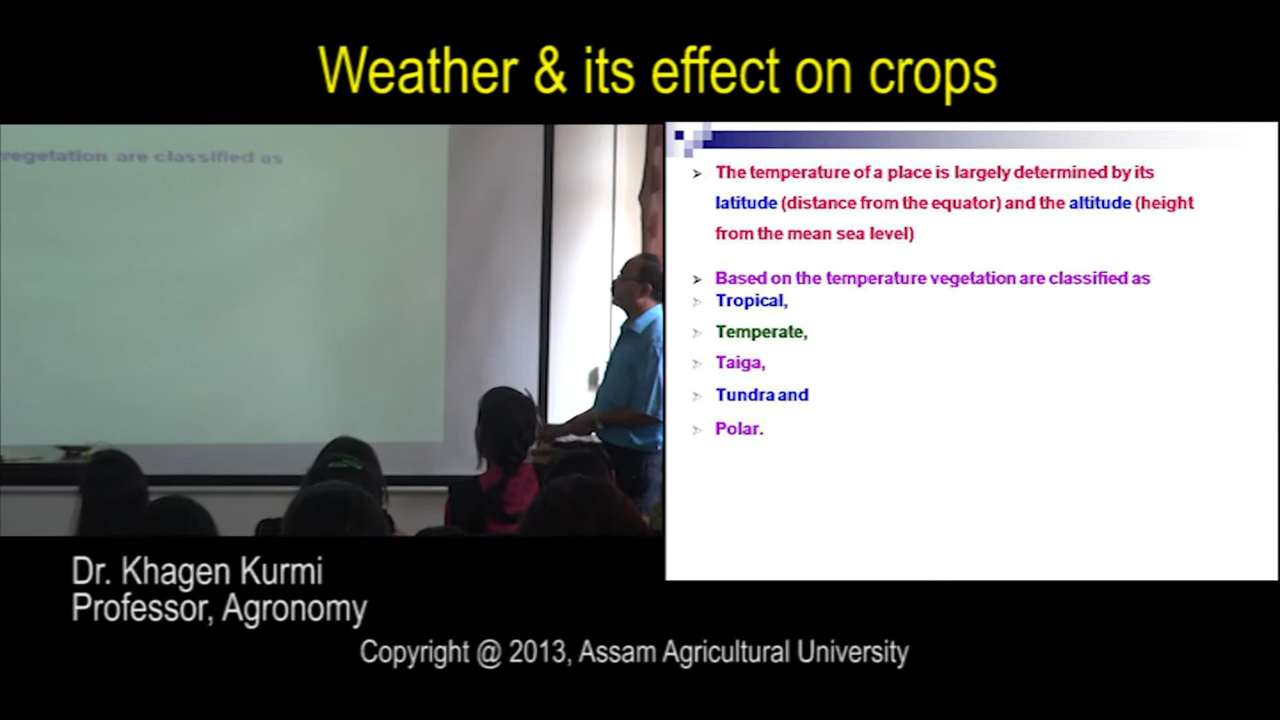 Weather & its effect on crops
vegetation are classified as
The temperature of a place is largely determined by its
latitude (distance from the equator) and the altitude (height
from the mean sea level)
Based on the temperature vegetation are classified as
Tropical,
Temperate,
Taiga,
Tundra and
Polar.
Dr. Khagen Kurmi
Professor, Agronomy
Copyright @ 2013, Assam Agricultural University